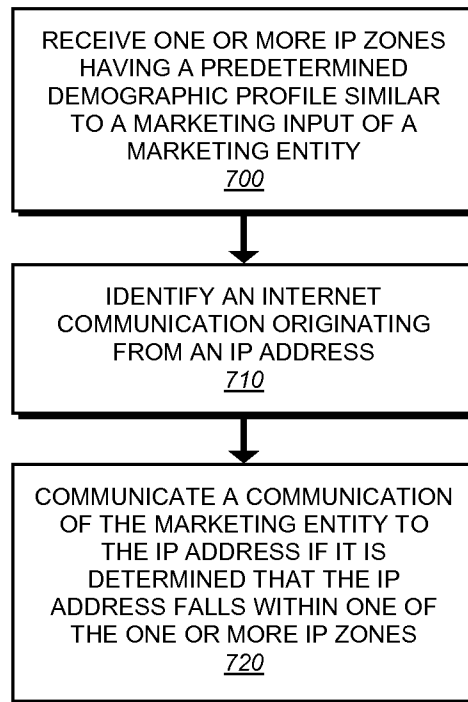 RECEIVE ONE OR MORE IP ZONES
HAVING A PREDETERMINED
DEMOGRAPHIC PROFILE SIMILAR
TO A MARKETING INPUT OF A
MARKETING ENTITY
700
IDENTIFY AN INTERNET
COMMUNICATION ORIGINATING
FROM AN IP ADDRESS
710
COMMUNICATE A COMMUNICATION
OF THE MARKETING ENTITY TO
THE IP ADDRESS IF IT IS
DETERMINED THAT THE IP
ADDRESS FALLS WITHIN ONE OF
THE ONE OR MORE IP ZONES
720